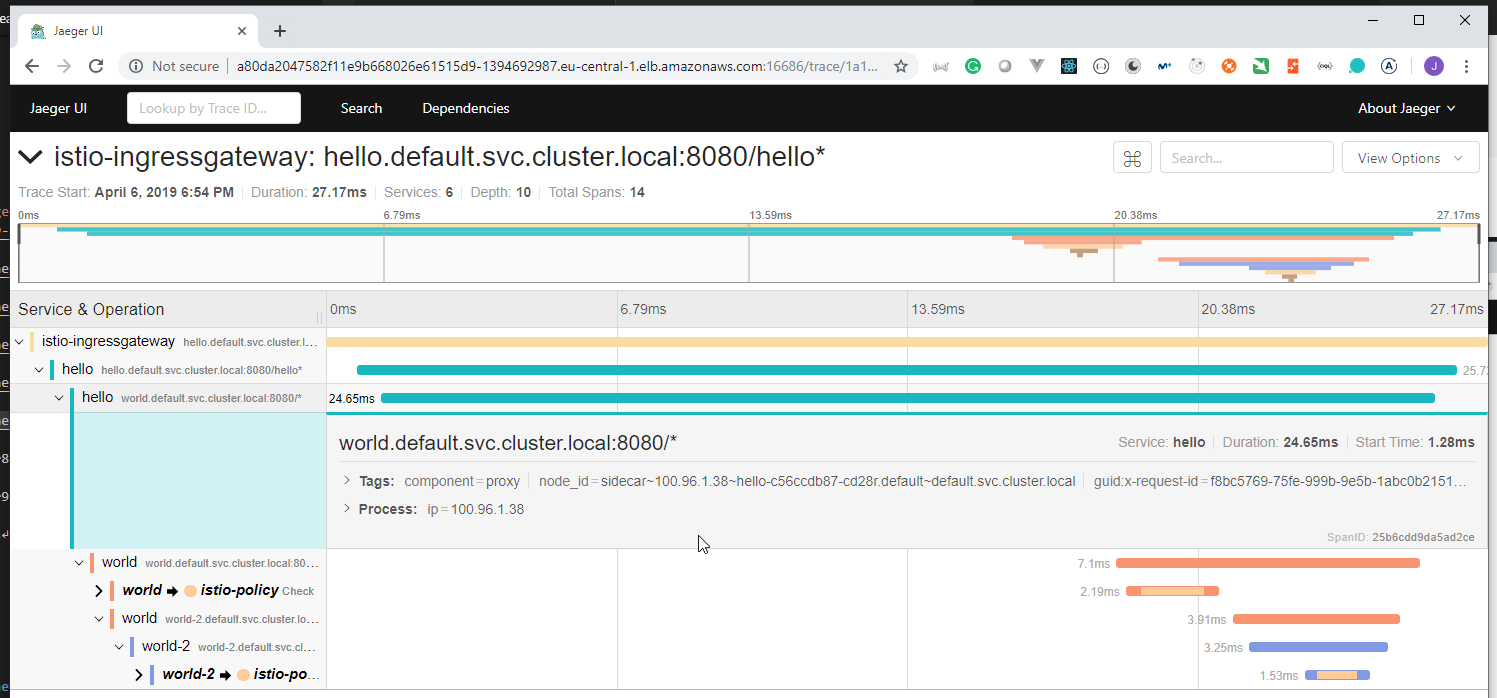 Jaeger UI
Not secure a80da2047582f11e9b668026e61515d9-1394692987.eu-central-1.elb.amazonaws.com:16686/trace/1a1...
Jaeger UI Lookup by Trace ID... Search Dependencies About Jaeger
istio-ingressgateway: hello.default.svc.cluster.local:8080/hello* Search... View Options
Trace Start: April 6, 2019 6:54 PM Duration: 27.17ms Services: 6 Depth: 10 Total Spans: 14
0ms 6.79ms 13.59ms 20.38ms 27.17ms
Service & Operation 0ms 6.79ms 13.59ms 20.38ms 27.17ms
istio-ingressgateway hello.default.svc.cluster.l...
hello hello.default.svc.cluster.local:8080/hello*
hello world.default.svc.cluster.local:8080/* 24.65ms
world.default.svc.cluster.local:8080/* Service: hello Duration: 24.65ms Start Time: 1.28ms
Tags: component=proxy node_id=sidecar~100.96.1.38~hello-c56ccdb87-cd28r.default~default.svc.cluster.local guid:x-request-id=f8bc5769-75fe-999b-9e5b-1abc0b2151...
Process: ip=100.96.1.38
SpanID: 25b6cdd9da5ad2ce
world world.default.svc.cluster.local:80... 7.1ms
world ➡ istio-policy Check 2.19ms
world world-2.default.svc.cluster.lo... 3.91ms
world-2 world-2.default.svc.cl... 3.25ms
world-2 ➡ istio-po... 1.53ms